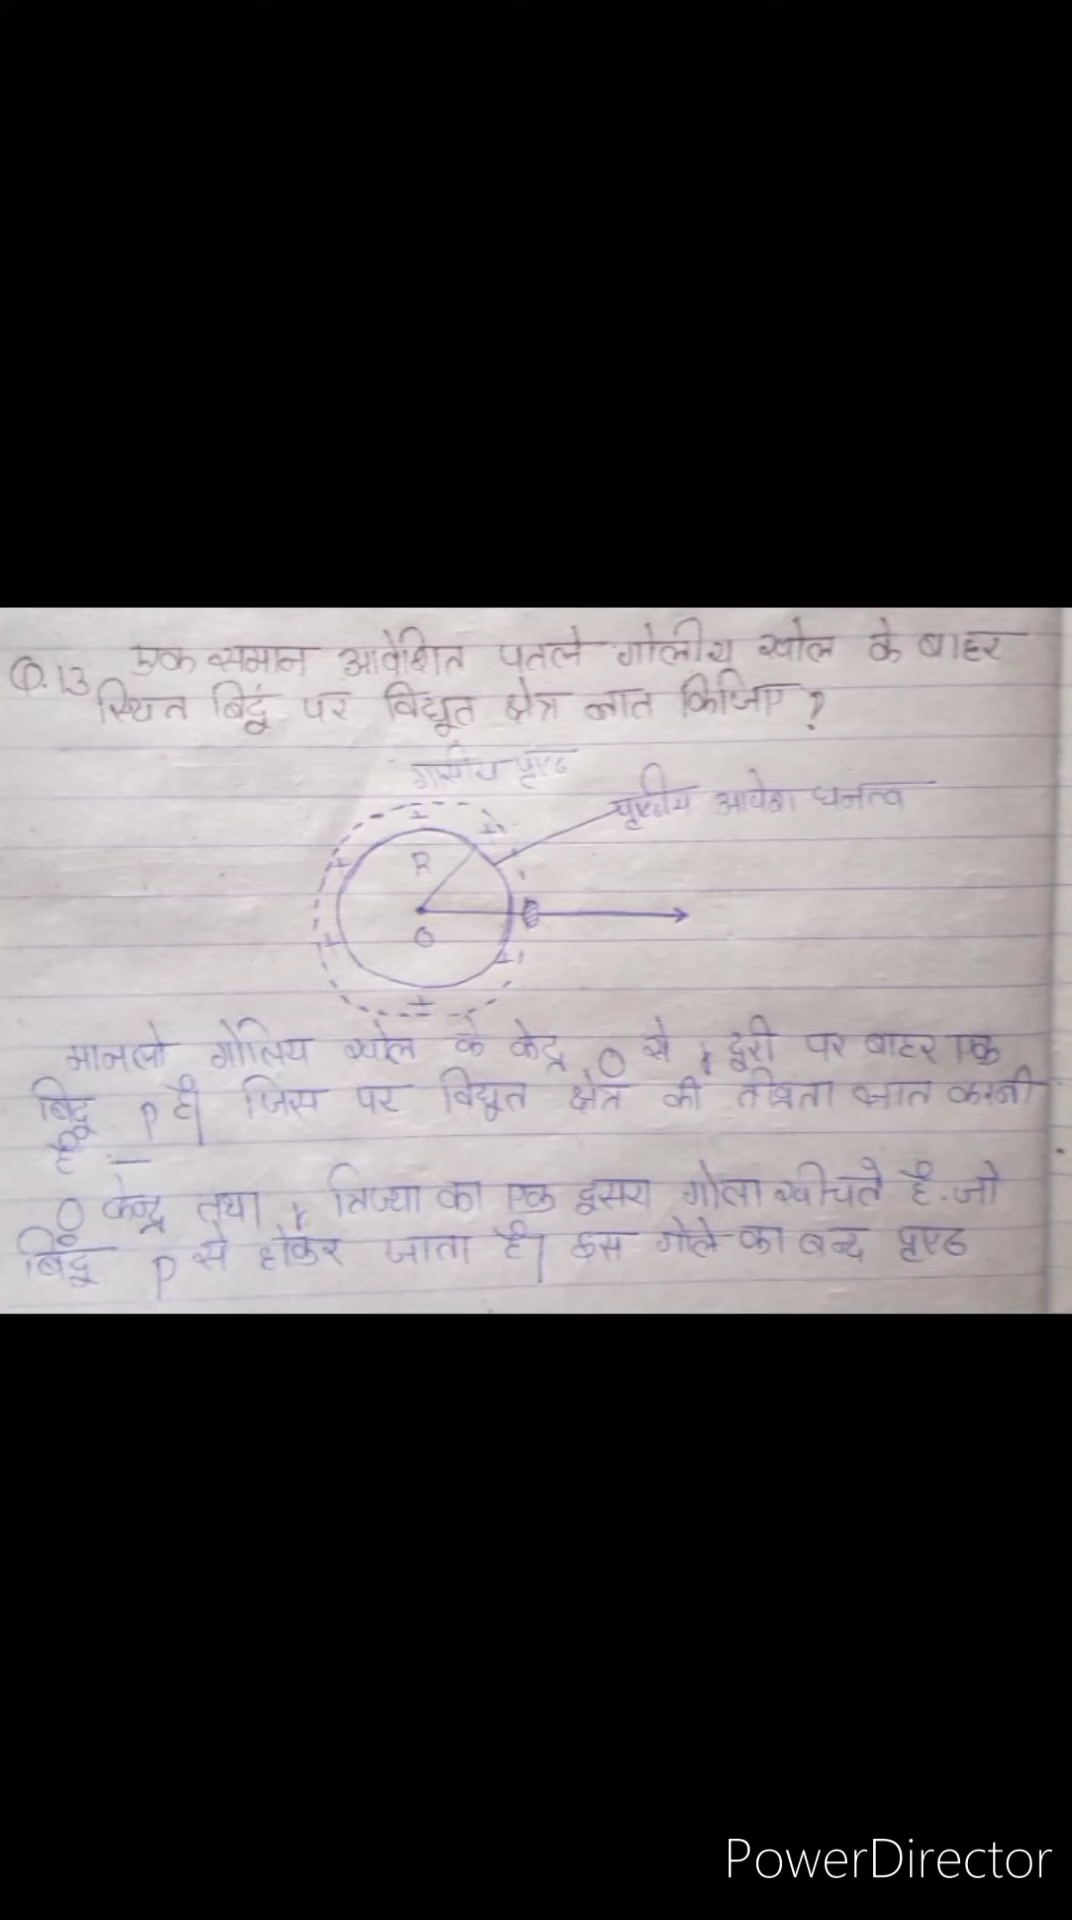 Q.13 एक समान आवेशित पतले गोलीय खोल के बाहर
स्थित बिंदुं पर विद्युत क्षेत्र ज्ञात किजिए ?
गासीय पृष्ठ
पृष्ठीय आवेश घनत्व
R
O
P
मानलो गोलिय खोल के केन्द्र O से r दूरी पर बाहर एक
बिंदु P है। जिस पर विद्युत क्षेत्र की तीव्रता ज्ञात करनी
है :—
O केन्द्र तथा r त्रिज्या का एक दूसरा गोला खीचते है. जो
बिंदु P से होकर जाता है। इस गोले का बन्द पृष्ठ
PowerDirector